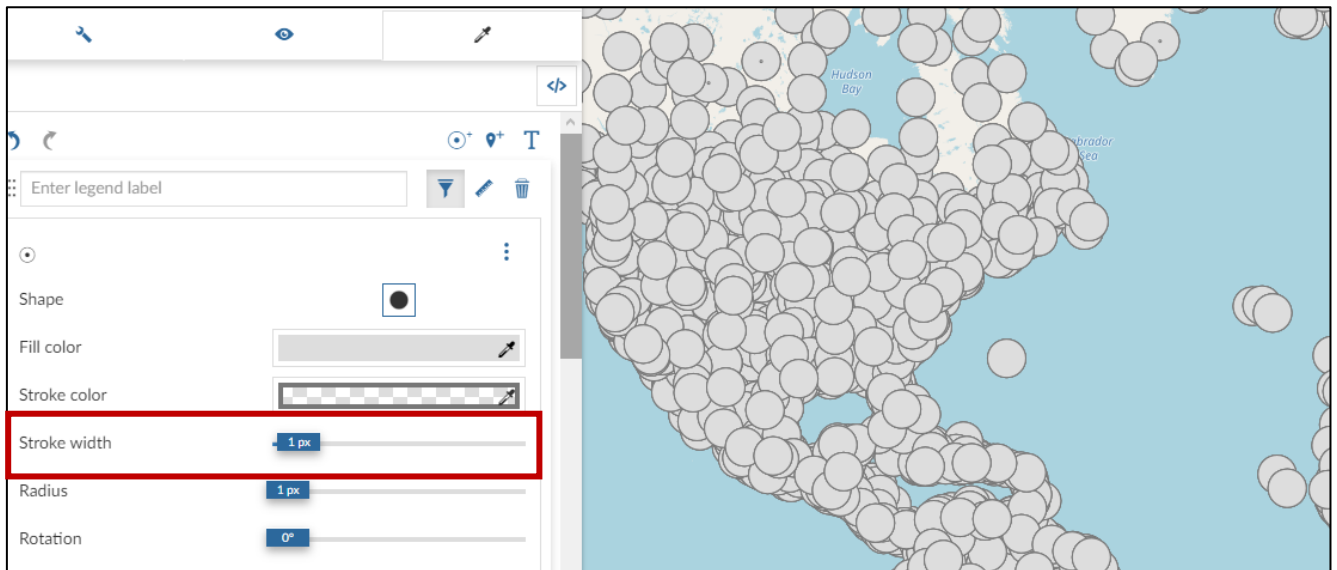 </>
T
Enter legend label
Shape
Fill color
Stroke color
Stroke width
1 px
Radius
1 px
Rotation
0°
Hudson
Bay
brador
Sea